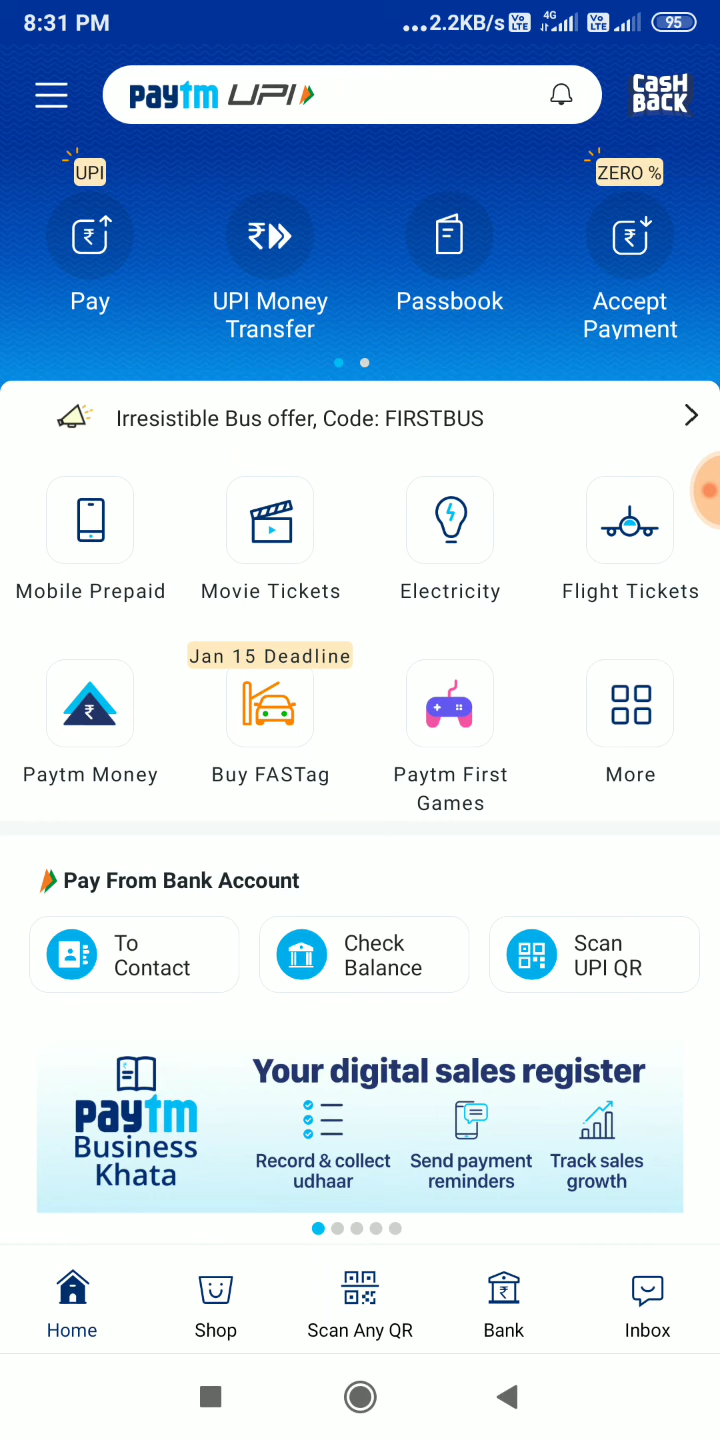 8:31 PM
...2.2KB/s Vo LTE 4G Vo LTE 95
paytm UPI
CASH BACK
UPI
ZERO %
Pay
UPI Money Transfer
Passbook
Accept Payment
Irresistible Bus offer, Code: FIRSTBUS
Mobile Prepaid
Movie Tickets
Electricity
Flight Tickets
Jan 15 Deadline
Paytm Money
Buy FASTag
Paytm First Games
More
Pay From Bank Account
To Contact
Check Balance
Scan UPI QR
paytm
Business
Khata
Your digital sales register
Record & collect udhaar
Send payment reminders
Track sales growth
Home
Shop
Scan Any QR
Bank
Inbox